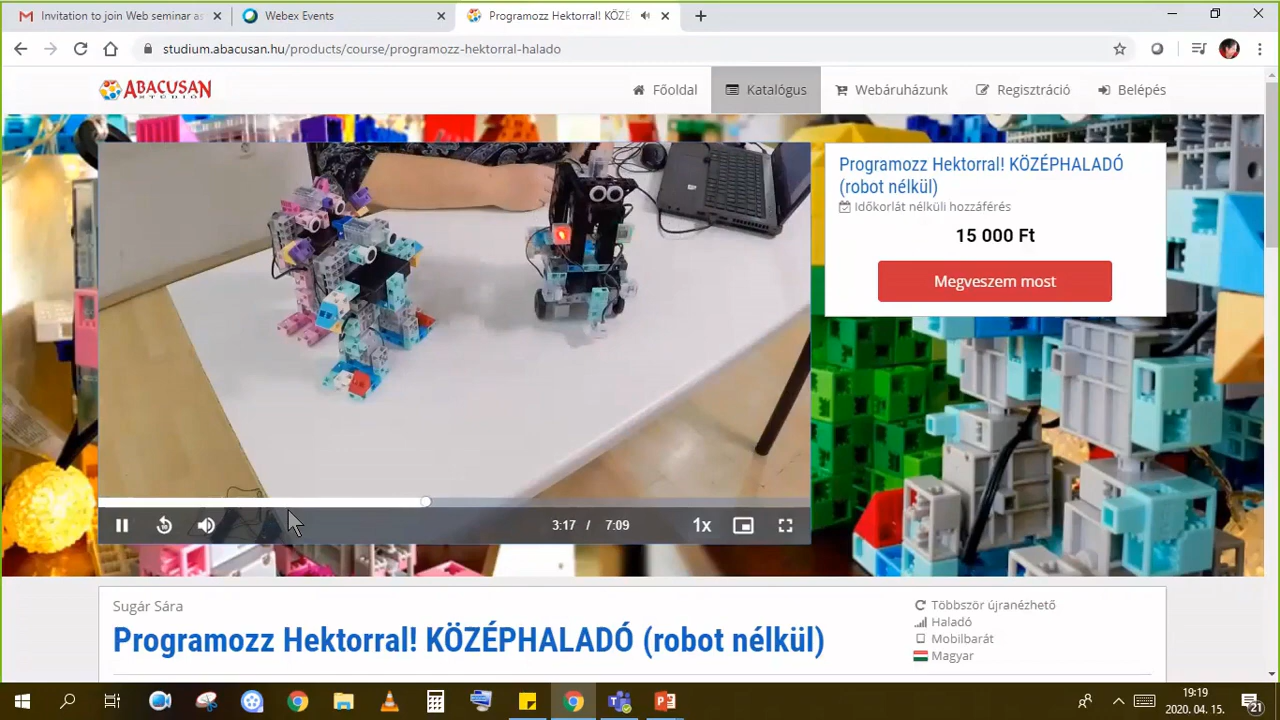 Invitation to join Web seminar as
Webex Events
Programozz Hektorral! KÖZÉ
studium.abacusan.hu/products/course/programozz-hektorral-halado
ABACUSAN
STUDIO
Főoldal
Katalógus
Webáruházunk
Regisztráció
Belépés
Programozz Hektorral! KÖZÉPHALADÓ
(robot nélkül)
Időkorlát nélküli hozzáférés
15 000 Ft
Megveszem most
3:17 / 7:09
1x
Sugár Sára
Programozz Hektorral! KÖZÉPHALADÓ (robot nélkül)
Többször újranézhető
Haladó
Mobilbarát
Magyar
19:19
2020. 04. 15.
21